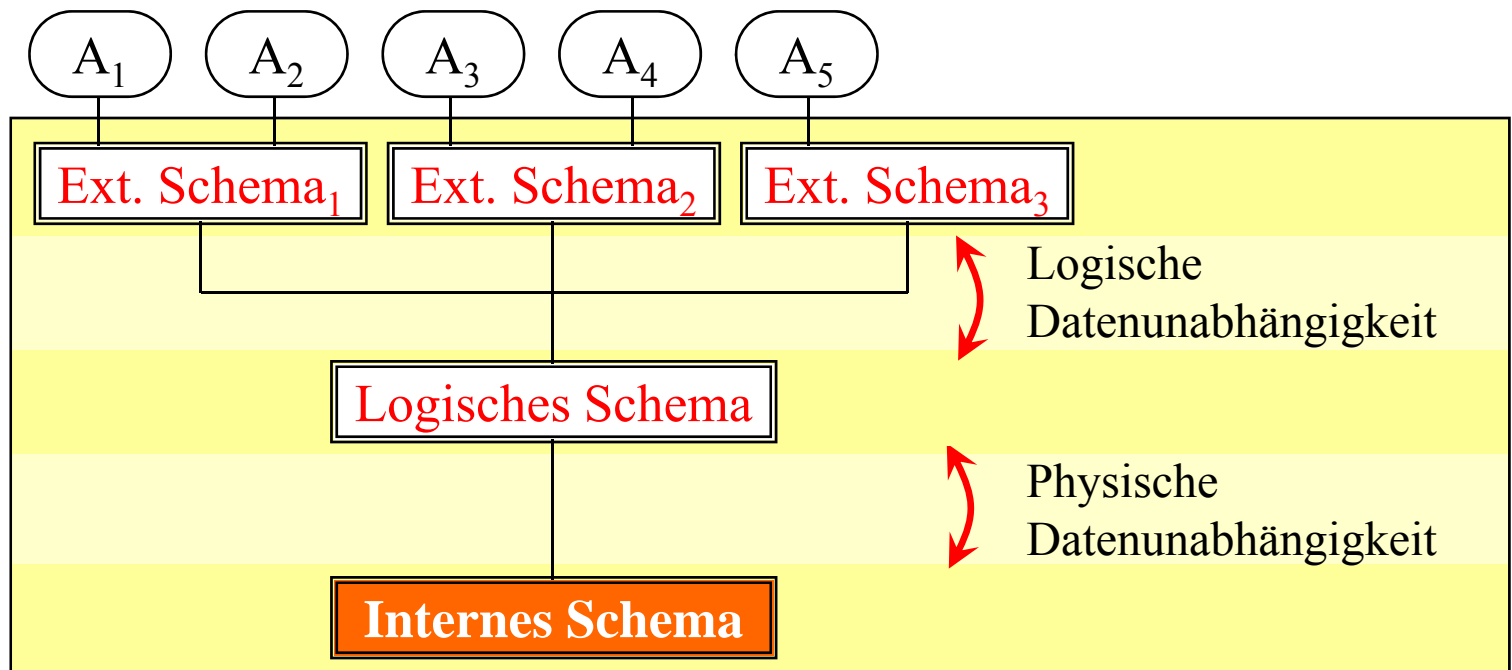 A₁ A₂ A₃ A₄ A₅
Ext. Schema₁ Ext. Schema₂ Ext. Schema₃
Logische
Datenunabhängigkeit
Logisches Schema
Physische
Datenunabhängigkeit
Internes Schema